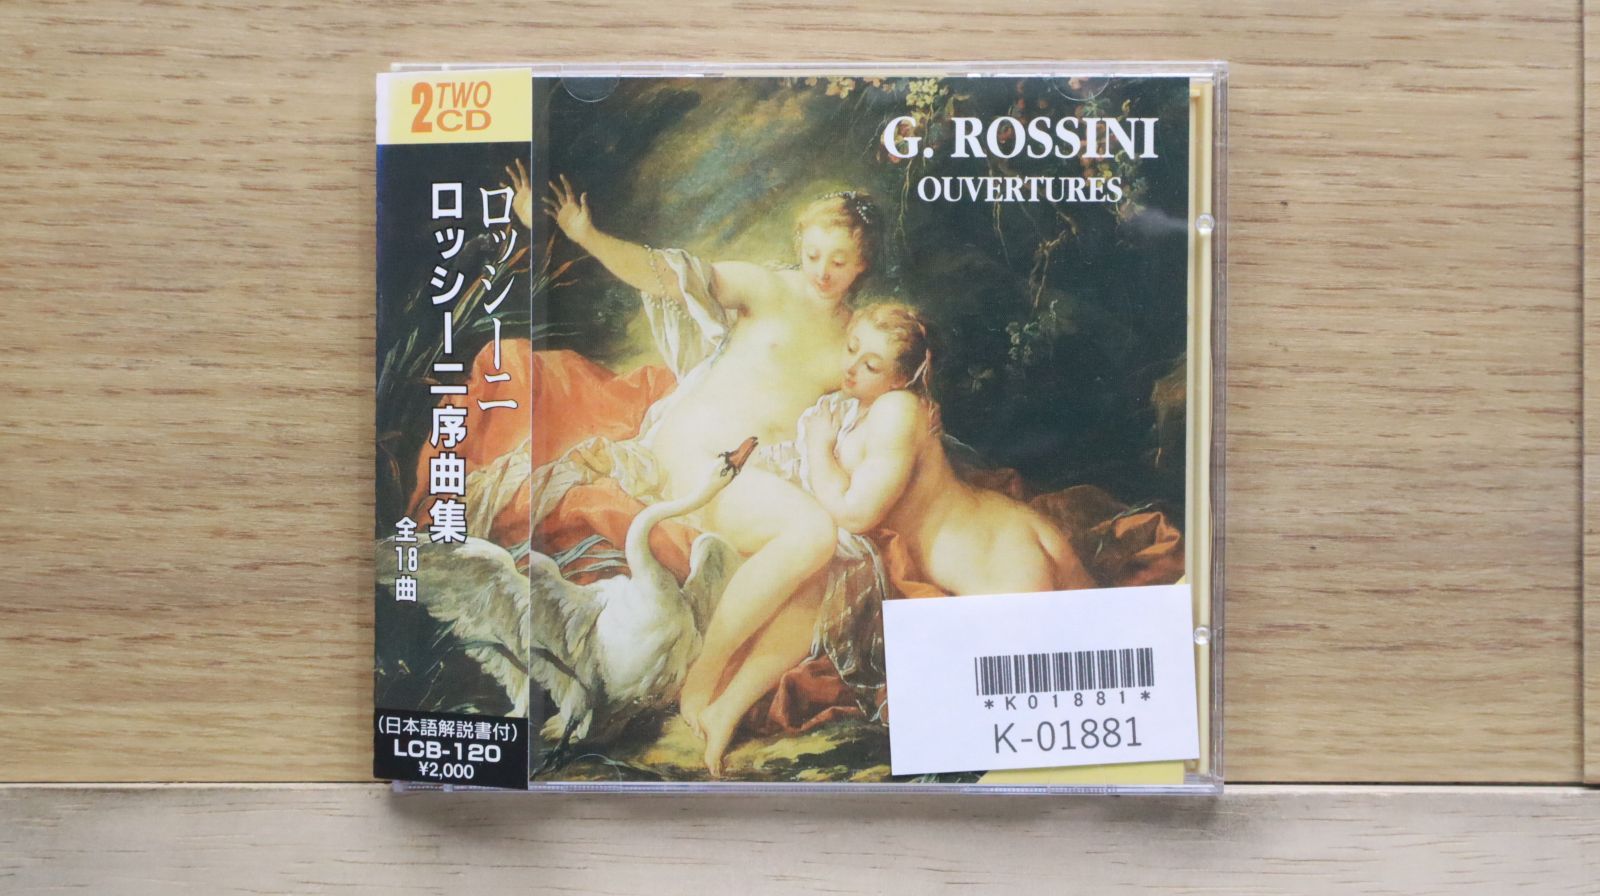 2 TWO CD
ロッシーニ
ロッシーニ序曲集
全18曲
(日本語解説書付)
LCB-120
¥2,000
G. ROSSINI
OUVERTURES
*K01881*
K-01881